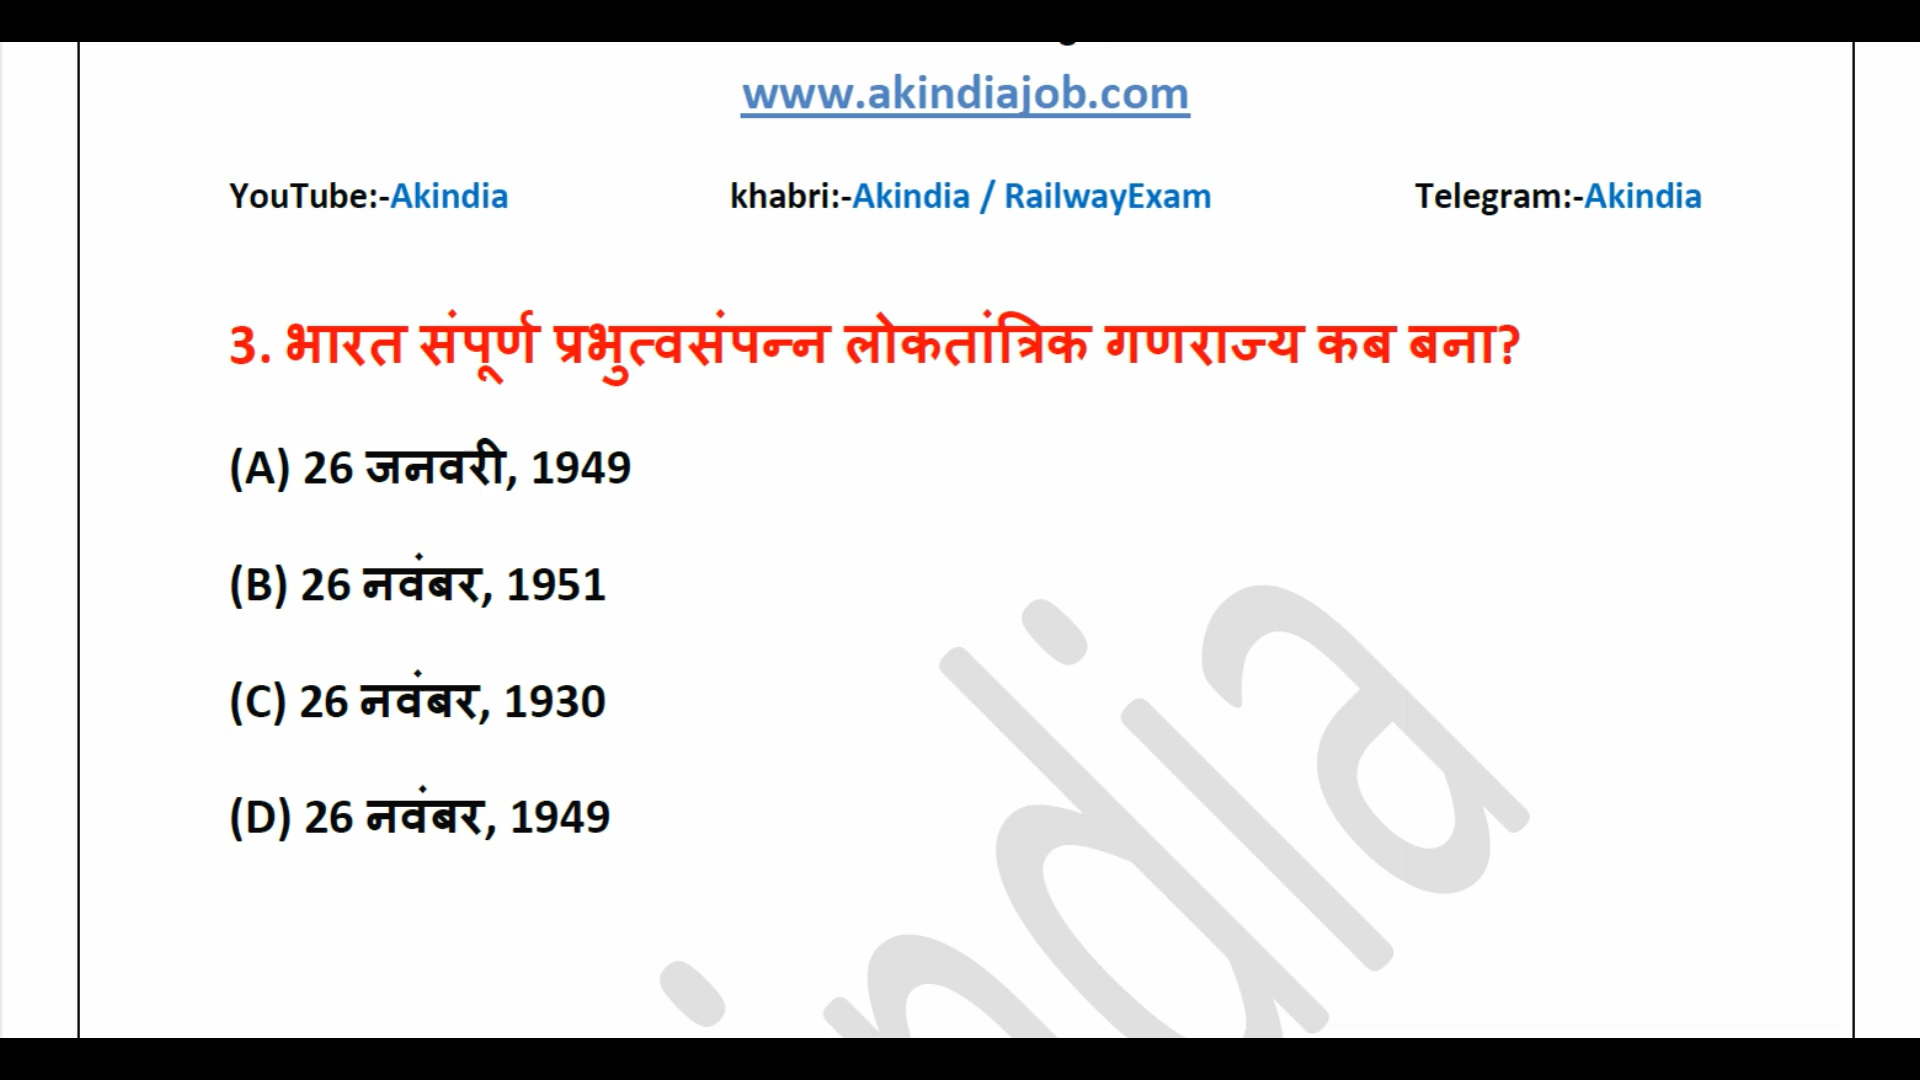 www.akindiajob.com
YouTube:-Akindia khabri:-Akindia / RailwayExam Telegram:-Akindia
3. भारत संपूर्ण प्रभुत्वसंपन्न लोकतांत्रिक गणराज्य कब बना?
(A) 26 जनवरी, 1949
(B) 26 नवंबर, 1951
(C) 26 नवंबर, 1930
(D) 26 नवंबर, 1949
india